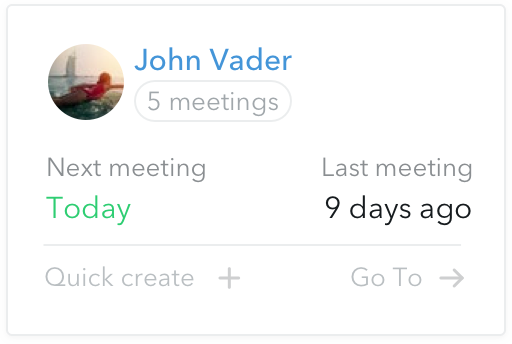 John Vader
5 meetings
Next meeting
Last meeting
Today
9 days ago
Quick create
Go To